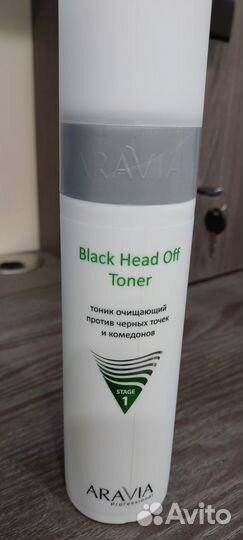 ARAVIA
Black Head Off
Toner
тоник очищающий
против черных точек
и комедонов
STAGE
1
ARAVIA
professional
Avito